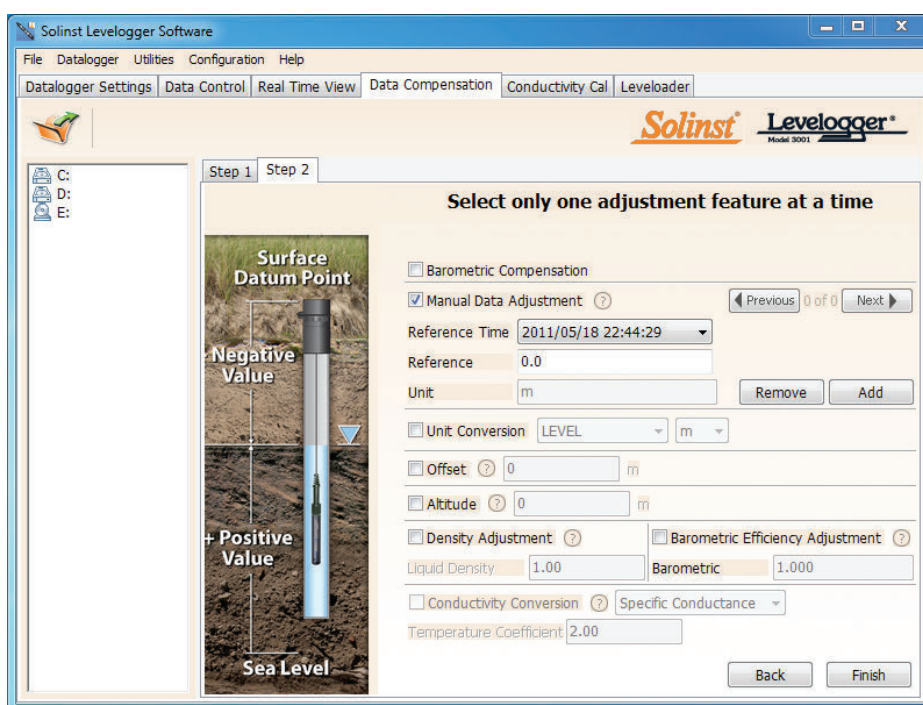 Solinst Levelogger Software
File Datalogger Utilities Configuration Help
Datalogger Settings Data Control Real Time View Data Compensation Conductivity Cal Leveloader
Solinst® Levelogger®
Model 3001
C:
D:
E:
Step 1 Step 2
Select only one adjustment feature at a time
Surface
Datum Point
- Negative
Value
+ Positive
Value
Sea Level
Barometric Compensation
Manual Data Adjustment ? Previous 0 of 0 Next
Reference Time 2011/05/18 22:44:29
Reference 0.0
Unit m Remove Add
Unit Conversion LEVEL m
Offset ? 0 m
Altitude ? 0 m
Density Adjustment ? Barometric Efficiency Adjustment ?
Liquid Density 1.00 Barometric 1.000
Conductivity Conversion ? Specific Conductance
Temperature Coefficient 2.00
Back Finish